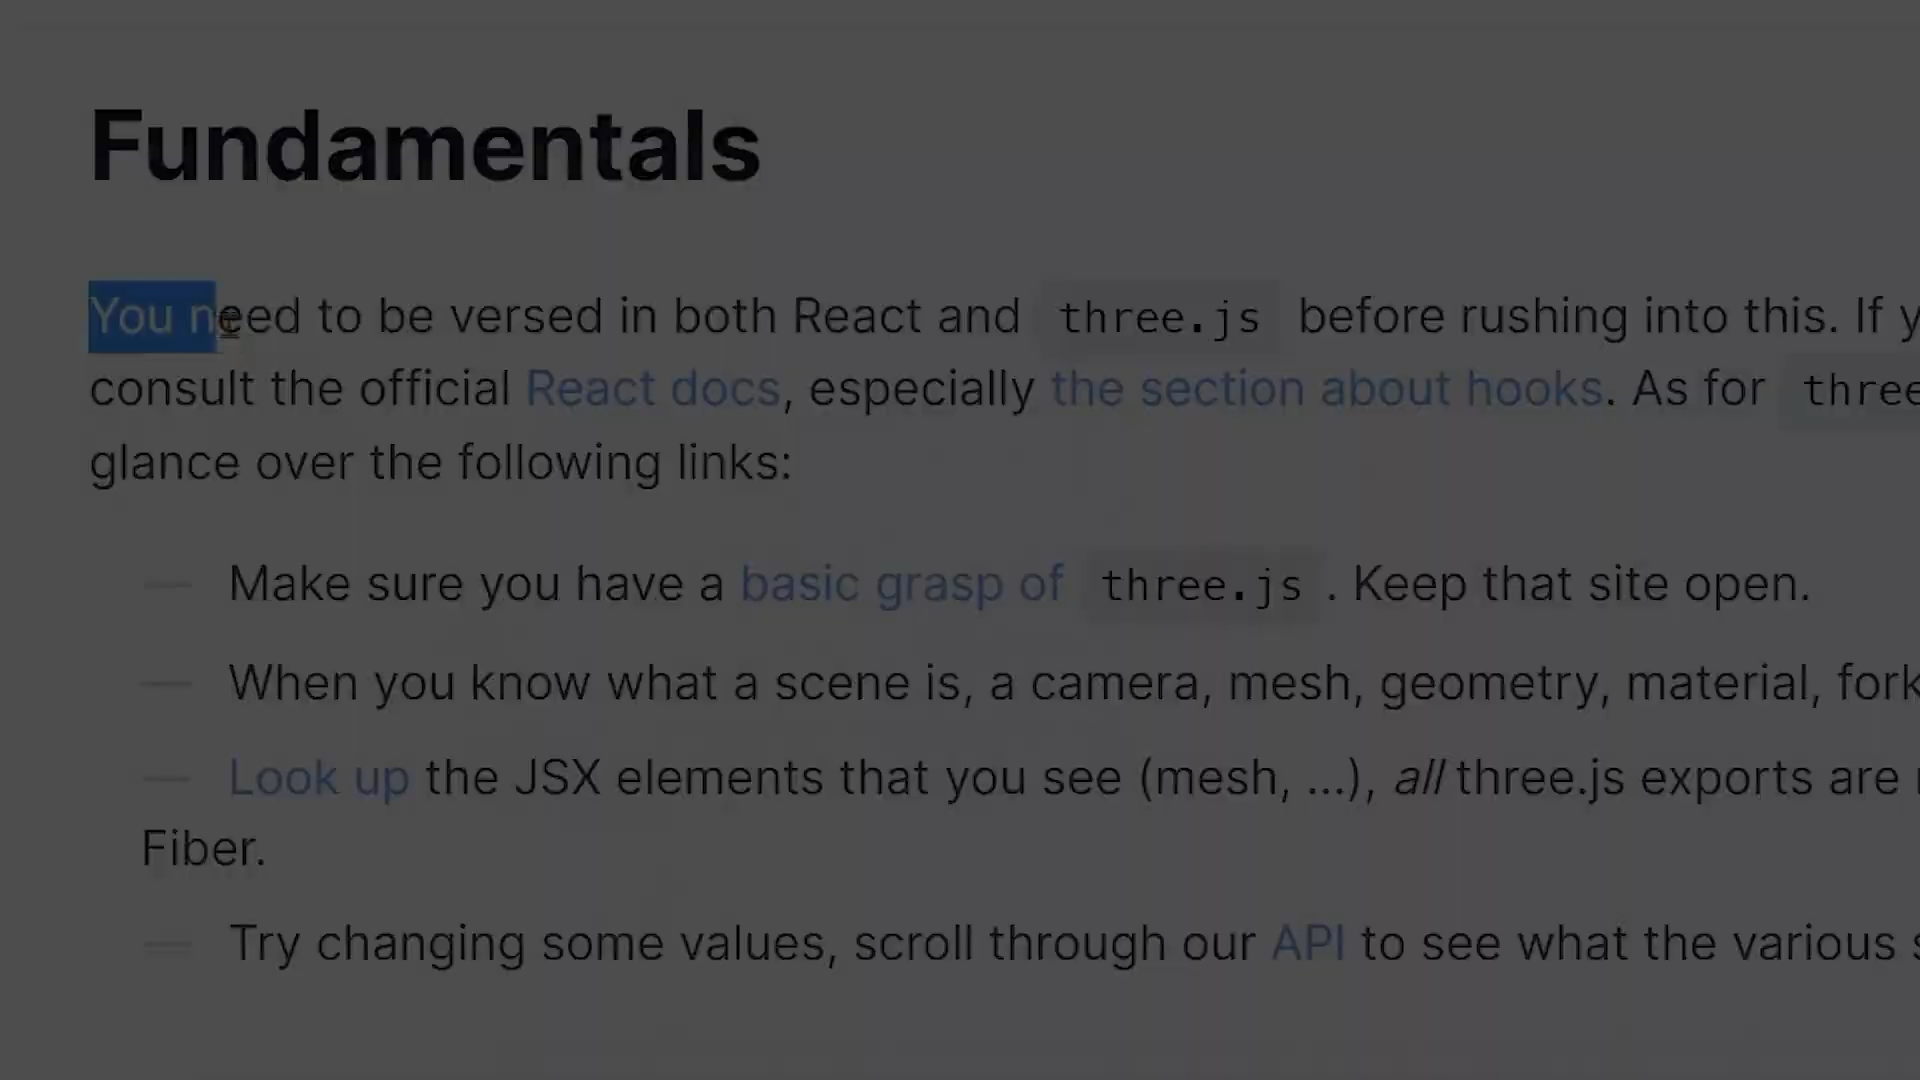 Fundamentals
You need to be versed in both React and three.js before rushing into this. If y
consult the official React docs, especially the section about hooks. As for three
glance over the following links:
— Make sure you have a basic grasp of three.js . Keep that site open.
— When you know what a scene is, a camera, mesh, geometry, material, fork
— Look up the JSX elements that you see (mesh, ...), all three.js exports are
Fiber.
— Try changing some values, scroll through our API to see what the various s